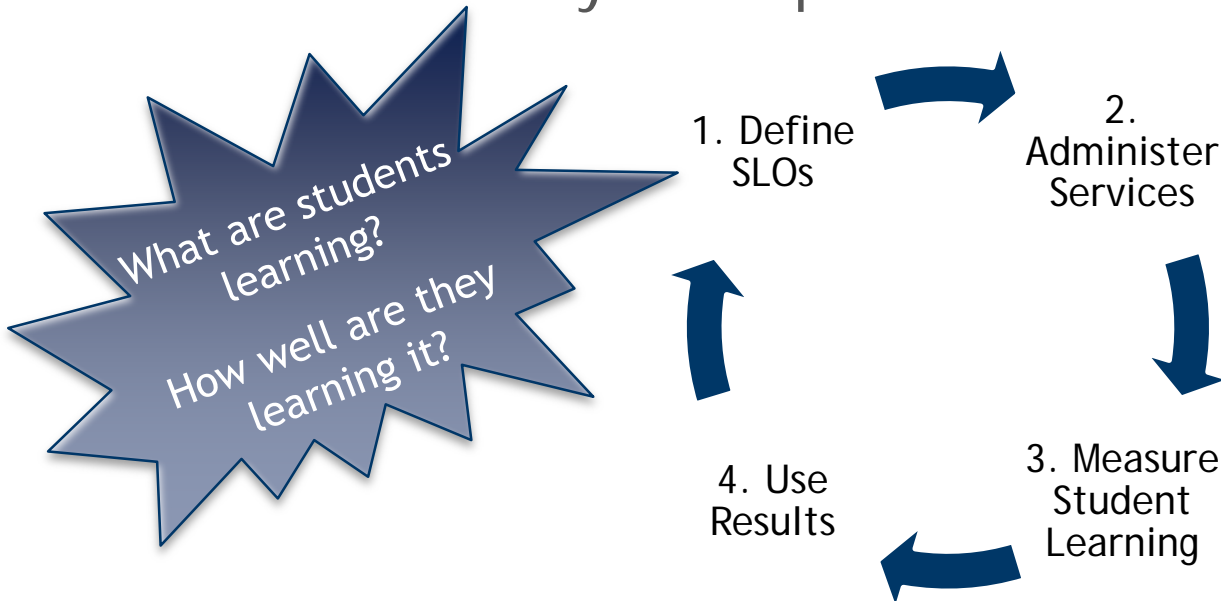 What are students
learning?
How well are they
learning it?
1. Define
SLOs
2.
Administer
Services
3. Measure
Student
Learning
4. Use
Results